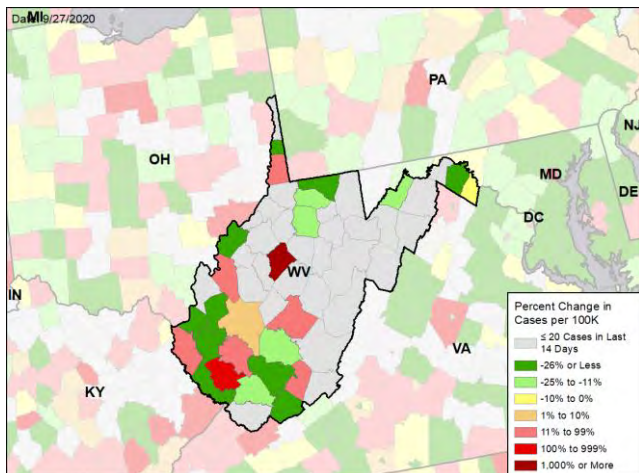 Date: 9/27/2020
MI
PA
NJ
OH
MD
DE
DC
WV
IN
VA
KY
Percent Change in
Cases per 100K
≤ 20 Cases in Last
14 Days
-26% or Less
-25% to -11%
-10% to 0%
1% to 10%
11% to 99%
100% to 999%
1,000% or More